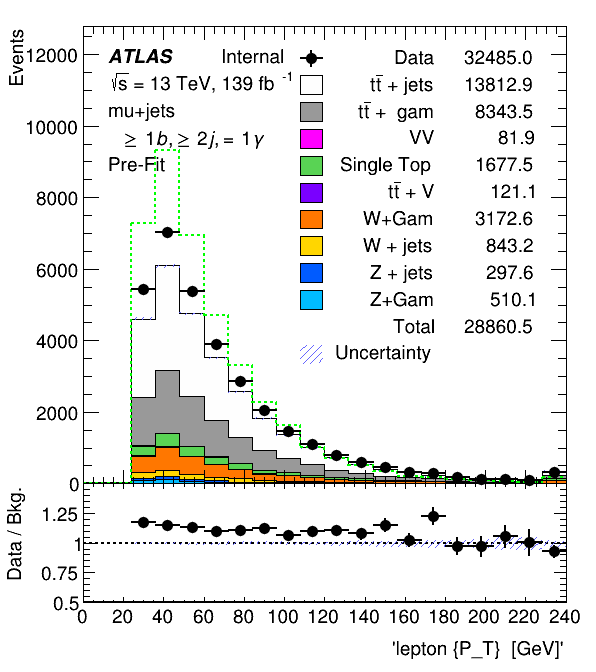 Events
12000
10000
8000
6000
4000
2000
0
ATLAS Internal
√s = 13 TeV, 139 fb -1
mu+jets
≥ 1b, ≥ 2j, = 1γ
Pre-Fit
Data 32485.0
tt̄ + jets 13812.9
tt̄ + gam 8343.5
VV 81.9
Single Top 1677.5
tt̄ + V 121.1
W+Gam 3172.6
W + jets 843.2
Z + jets 297.6
Z+Gam 510.1
Total 28860.5
Uncertainty
Data / Bkg.
1.25
1
0.75
0.5
0 20 40 60 80 100 120 140 160 180 200 220 240
'lepton {P_T} [GeV]'